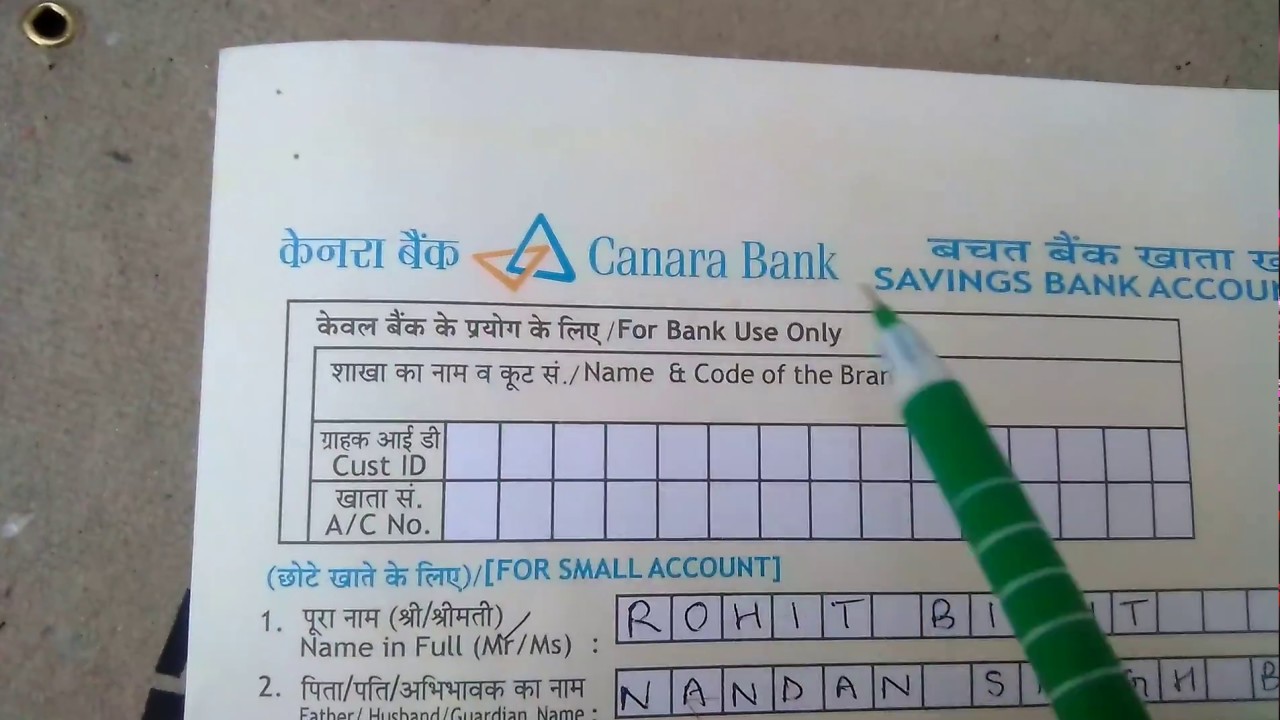 केनरा बैंक Canara Bank
बचत बैंक खाता
SAVINGS BANK
केवल बैंक के प्रयोग के लिए /For Bank Use Only
शाखा का नाम व कूट सं./Name & Code of the
ग्राहक आई डी
Cust ID
खाता सं.
A/C No.
(छोटे खाते के लिए)/[FOR SMALL ACCOUNT]
1. पूरा नाम (श्री/श्रीमती)
Name in Full (Mr/Ms) :
ROHIT
2. पिता/पति/अभिभावक का नाम
Father/ Husband/Guardian Name :
NANDAN